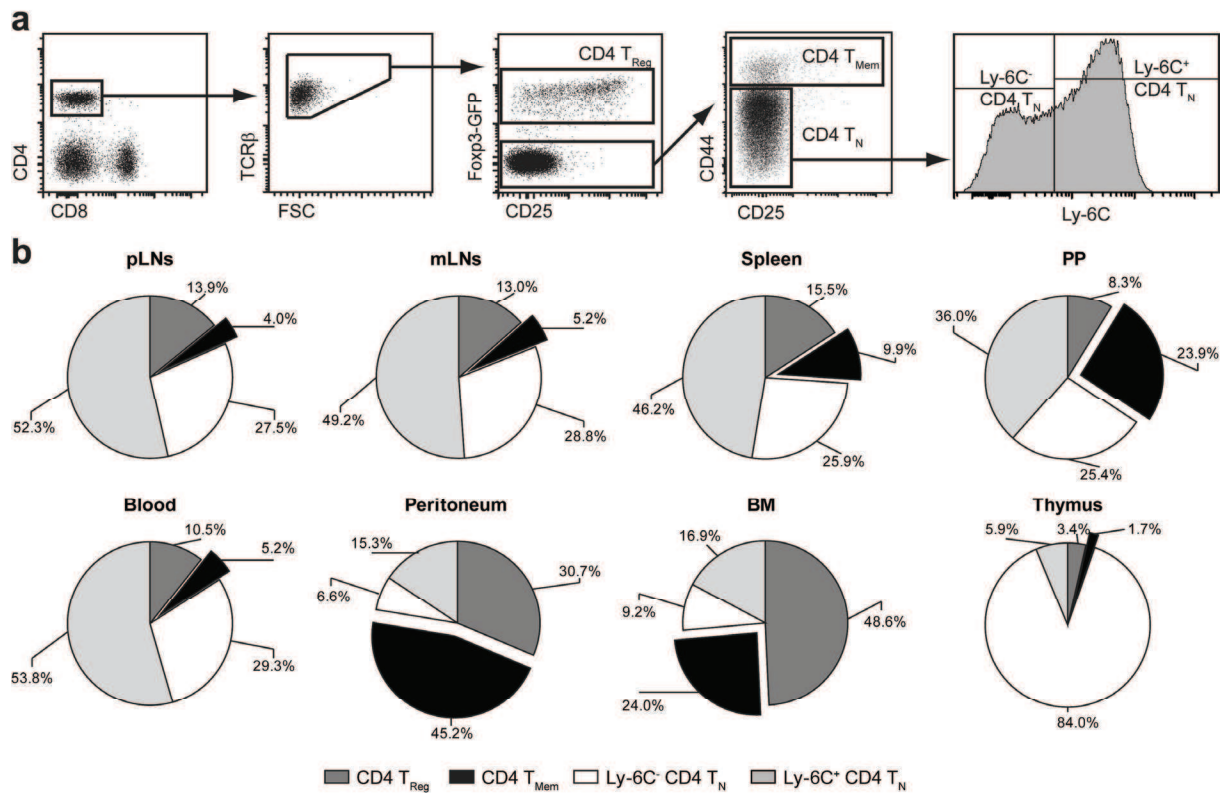 a
CD4 T_Reg
CD4 T_Mem
CD4 T_N
Ly-6C⁻
CD4 T_N
Ly-6C⁺
CD4 T_N
CD4
CD8
TCRβ
FSC
Foxp3-GFP
CD25
CD44
CD25
Ly-6C
b
pLNs
13.9%
4.0%
52.3%
27.5%
mLNs
13.0%
5.2%
49.2%
28.8%
Spleen
15.5%
9.9%
46.2%
25.9%
PP
8.3%
36.0%
23.9%
25.4%
Blood
10.5%
5.2%
53.8%
29.3%
Peritoneum
15.3%
30.7%
6.6%
45.2%
BM
16.9%
9.2%
48.6%
24.0%
Thymus
5.9%
3.4%
1.7%
84.0%
CD4 T_Reg CD4 T_Mem Ly-6C⁻ CD4 T_N Ly-6C⁺ CD4 T_N